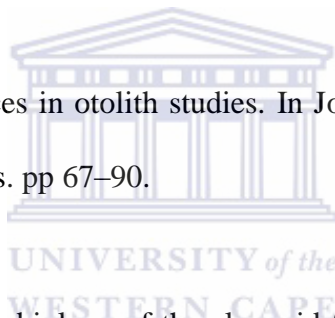 es in otolith studies. In Jo
s. pp 67–90.
UNIVERSITY of the
WESTERN CAPE